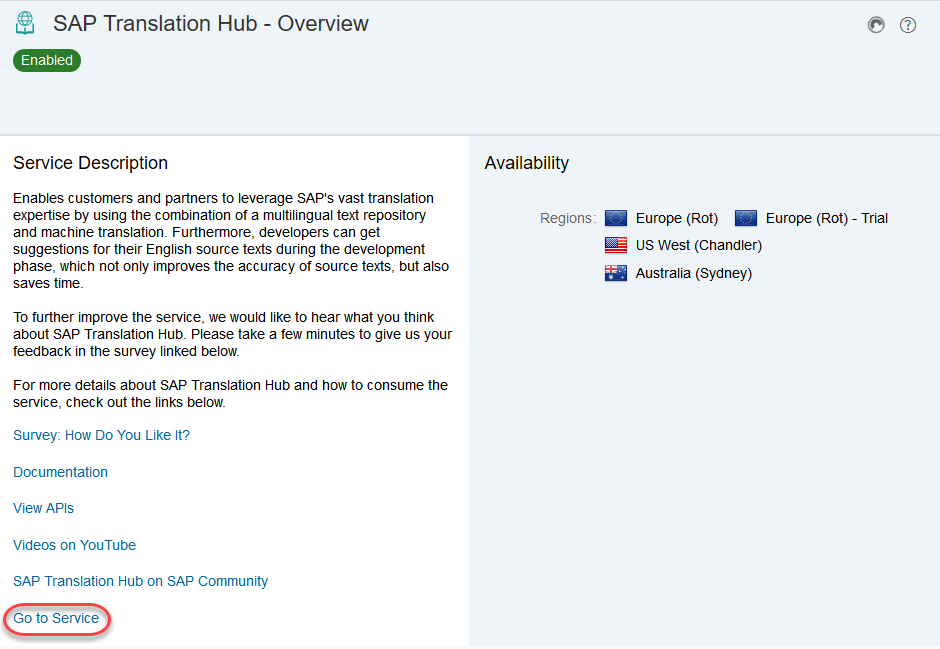 SAP Translation Hub - Overview
Enabled
Service Description
Enables customers and partners to leverage SAP's vast translation
expertise by using the combination of a multilingual text repository
and machine translation. Furthermore, developers can get
suggestions for their English source texts during the development
phase, which not only improves the accuracy of source texts, but also
saves time.
To further improve the service, we would like to hear what you think
about SAP Translation Hub. Please take a few minutes to give us your
feedback in the survey linked below.
For more details about SAP Translation Hub and how to consume the
service, check out the links below.
Survey: How Do You Like It?
Documentation
View APIs
Videos on YouTube
SAP Translation Hub on SAP Community
Go to Service
Availability
Regions: Europe (Rot) Europe (Rot) - Trial
US West (Chandler)
Australia (Sydney)